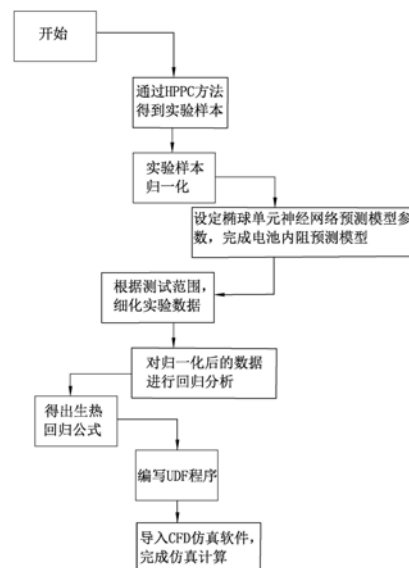 开始
通过HPPC方法
得到实验样本
实验样本
归一化
设定椭球单元神经网络预测模型参
数，完成电池内阻预测模型
根据测试范围，
细化实验数据
对归一化后的数据
进行回归分析
得出生热
回归公式
编写UDF程序
导入CFD仿真软件，
完成仿真计算